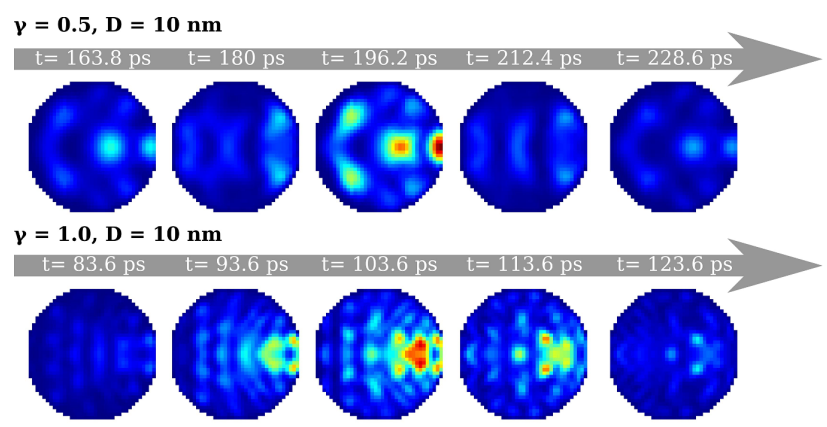 γ = 0.5, D = 10 nm
t= 163.8 ps t= 180 ps t= 196.2 ps t= 212.4 ps t= 228.6 ps
γ = 1.0, D = 10 nm
t= 83.6 ps t= 93.6 ps t= 103.6 ps t= 113.6 ps t= 123.6 ps